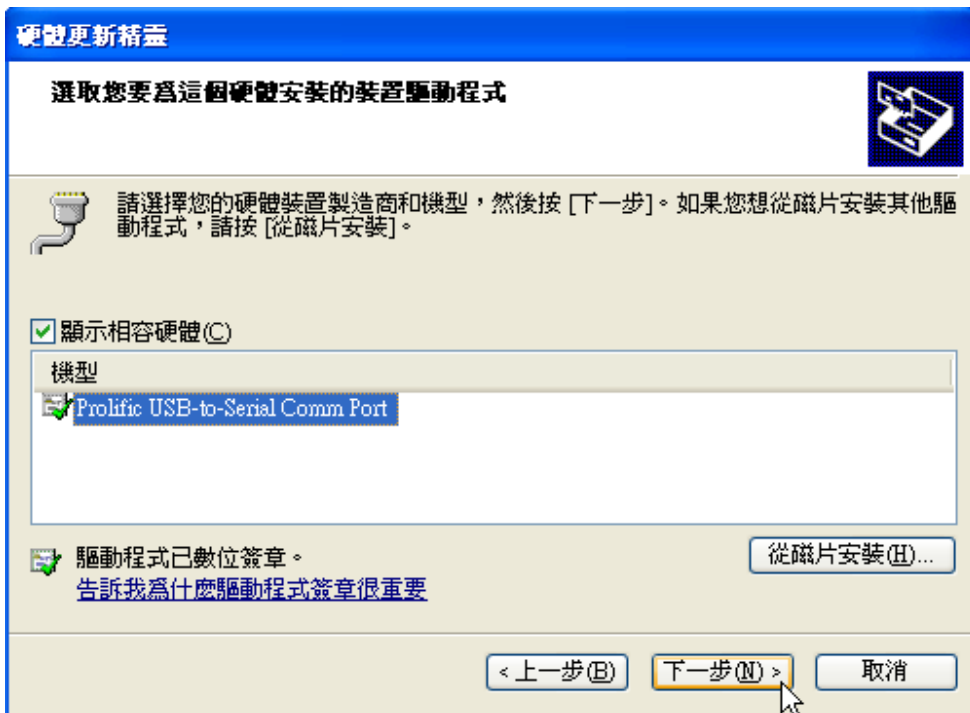 硬體更新精靈
選取您要為這個硬體安裝的裝置驅動程式
請選擇您的硬體裝置製造商和機型，然後按 [下一步]。如果您想從磁片安裝其他驅
動程式，請按 [從磁片安裝]。
顯示相容硬體(C)
機型
Prolific USB-to-Serial Comm Port
驅動程式已數位簽章。
從磁片安裝(H)...
告訴我為什麼驅動程式簽章很重要
< 上一步(B)
下一步(N) >
取消